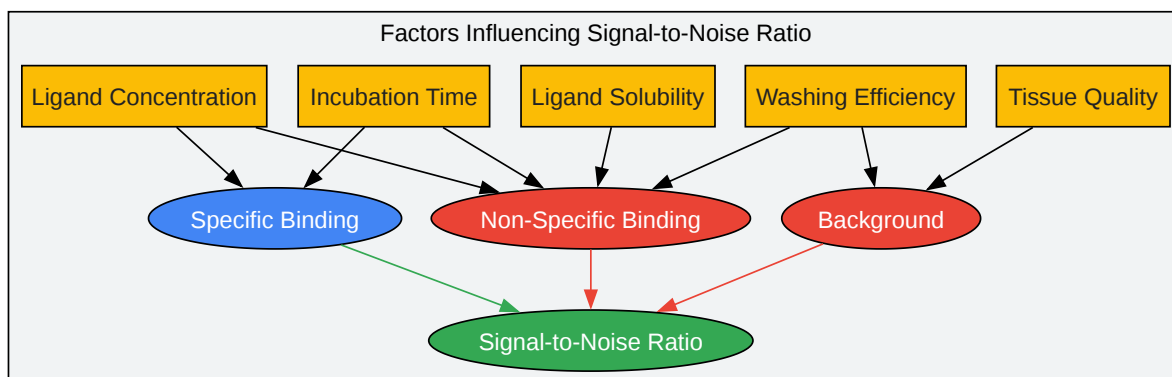 Factors Influencing Signal-to-Noise Ratio
Ligand Concentration
Incubation Time
Ligand Solubility
Washing Efficiency
Tissue Quality
Specific Binding
Non-Specific Binding
Background
Signal-to-Noise Ratio